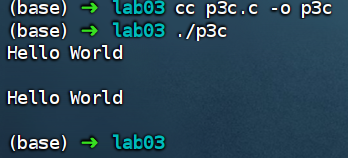 (base) ➜ lab03 cc p3c.c -o p3c
(base) ➜ lab03 ./p3c
Hello World
Hello World
(base) ➜ lab03